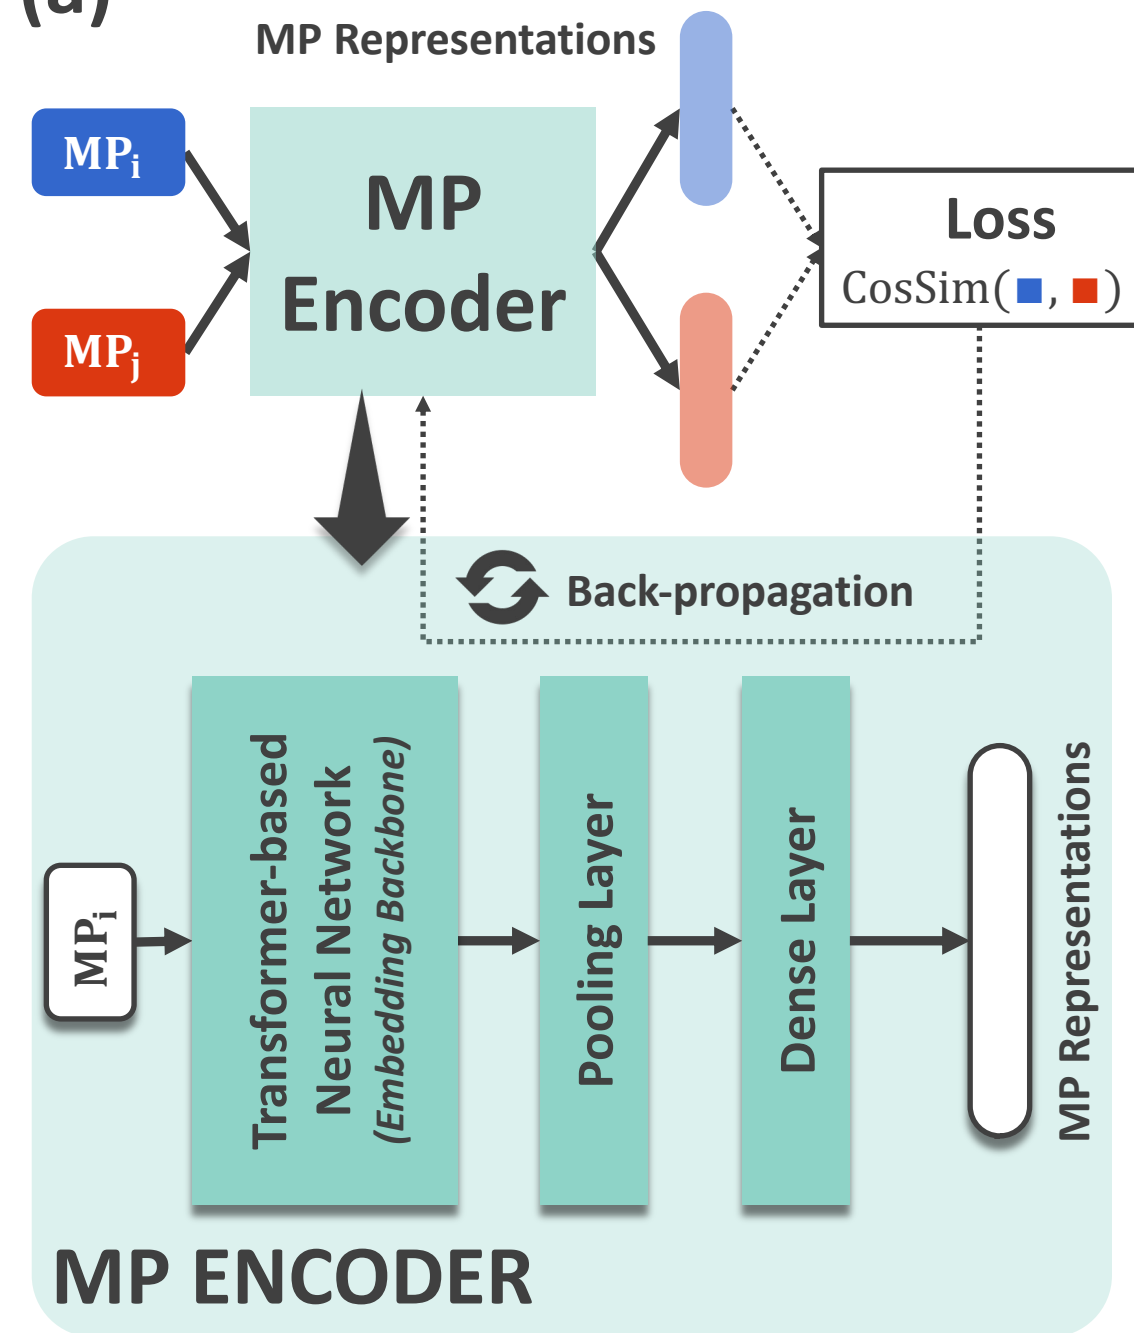 (a)
MP Representations
MPᵢ
MPⱼ
MP
Encoder
Loss
CosSim(■, ■)
Back-propagation
MPᵢ
Transformer-based
Neural Network
(Embedding Backbone)
Pooling Layer
Dense Layer
MP Representations
MP ENCODER